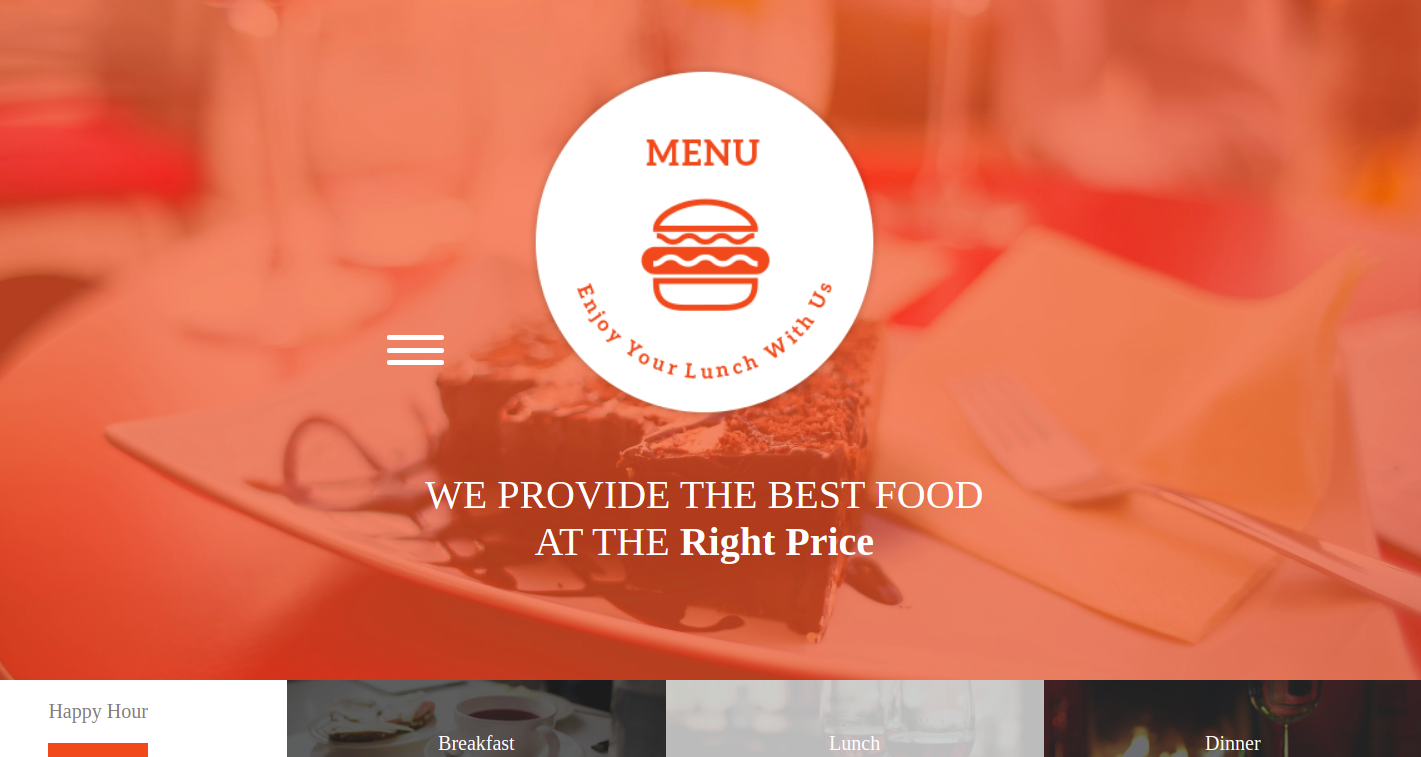 MENU
Enjoy Your Lunch With Us
WE PROVIDE THE BEST FOOD
AT THE Right Price
Happy Hour
Breakfast
Lunch
Dinner